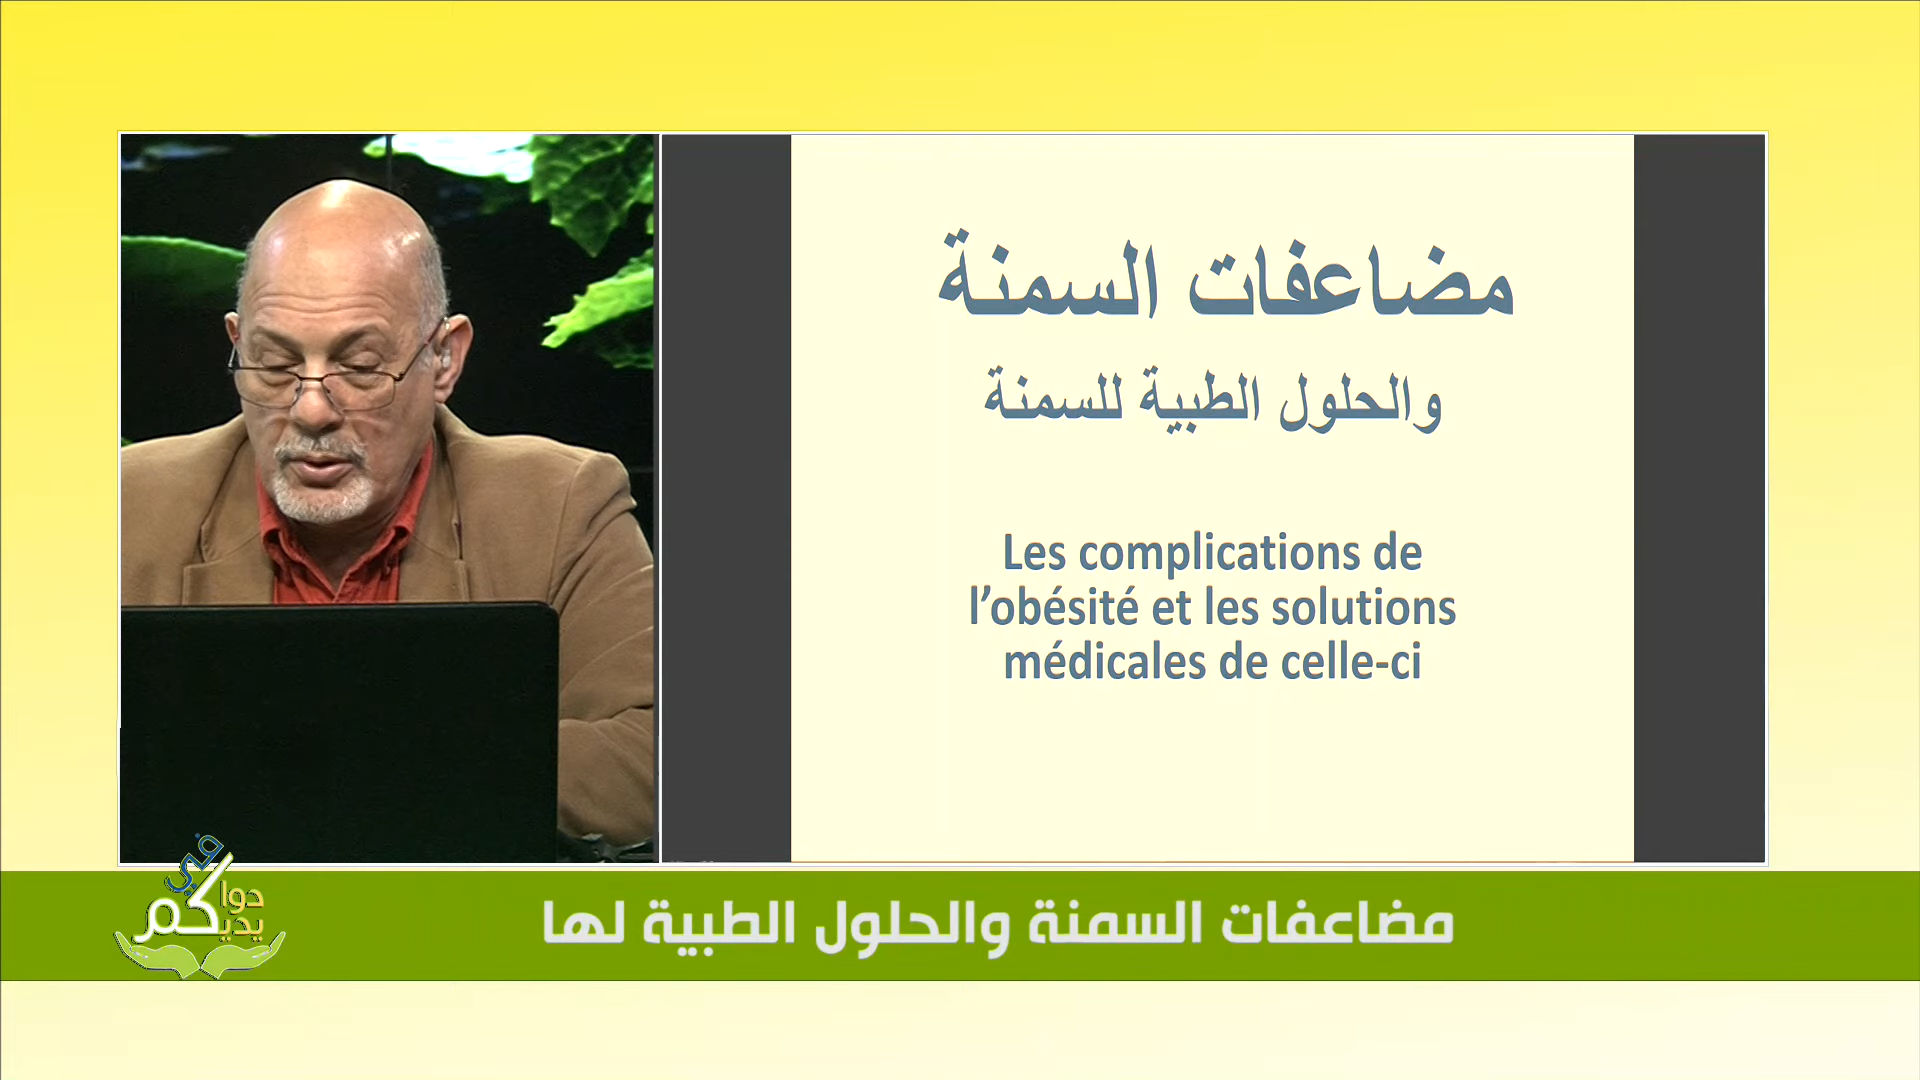 مضاعفات السمنة
والحلول الطبية للسمنة
Les complications de
l'obésité et les solutions
médicales de celle-ci
دواكم
في
يديكم
مضاعفات السمنة والحلول الطبية لها